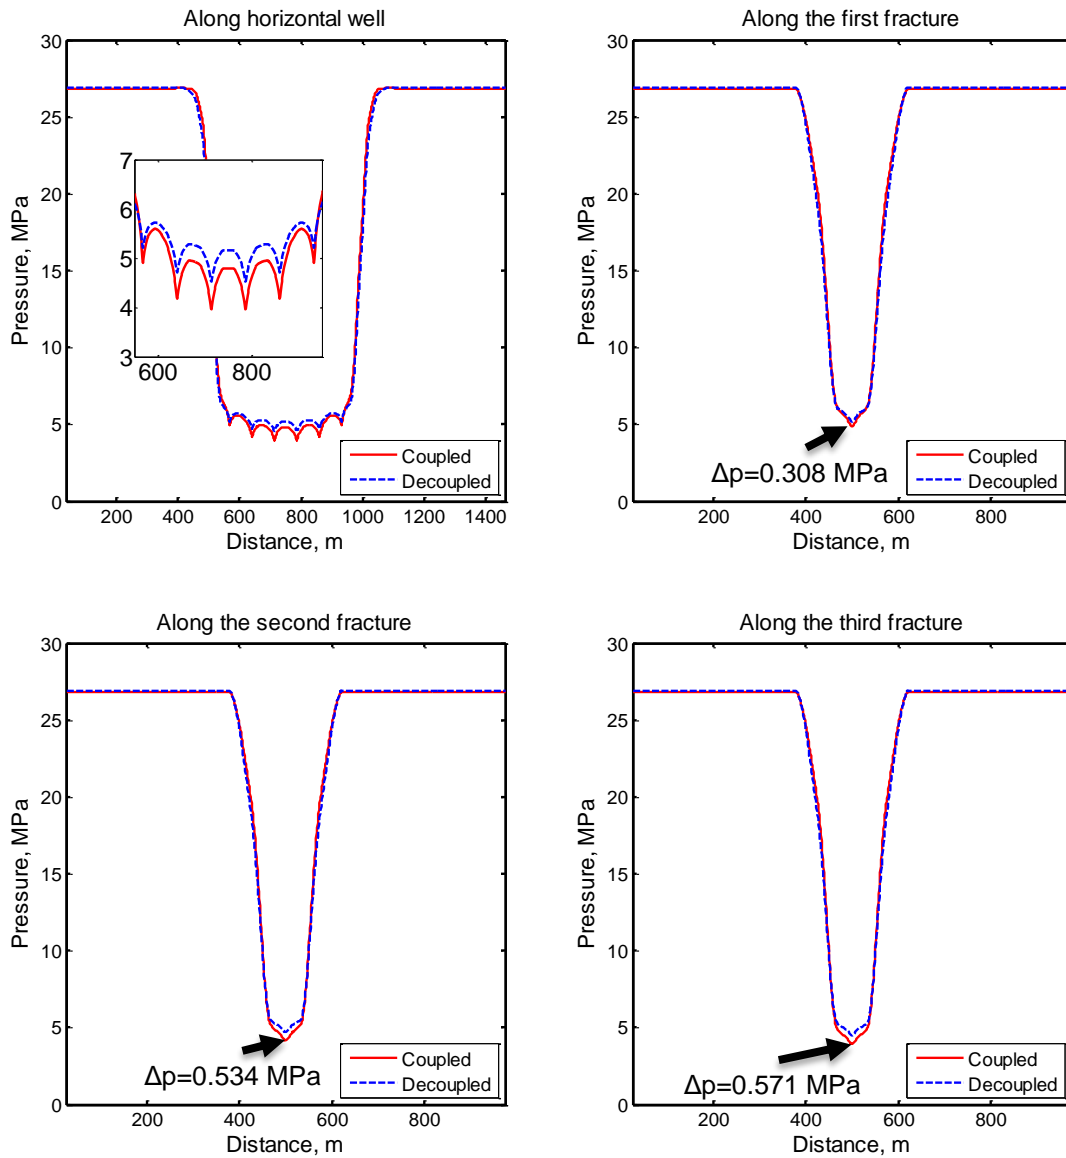 Along horizontal well
30
25
20
15
10
5
0
Pressure, MPa
7
6
5
4
3
600 800
Coupled
Decoupled
200 400 600 800 1000 1200 1400
Distance, m
Along the first fracture
30
25
20
15
10
5
0
Pressure, MPa
Δp=0.308 MPa
Coupled
Decoupled
200 400 600 800
Distance, m
Along the second fracture
30
25
20
15
10
5
0
Pressure, MPa
Δp=0.534 MPa
Coupled
Decoupled
200 400 600 800
Distance, m
Along the third fracture
30
25
20
15
10
5
0
Pressure, MPa
Δp=0.571 MPa
Coupled
Decoupled
200 400 600 800
Distance, m